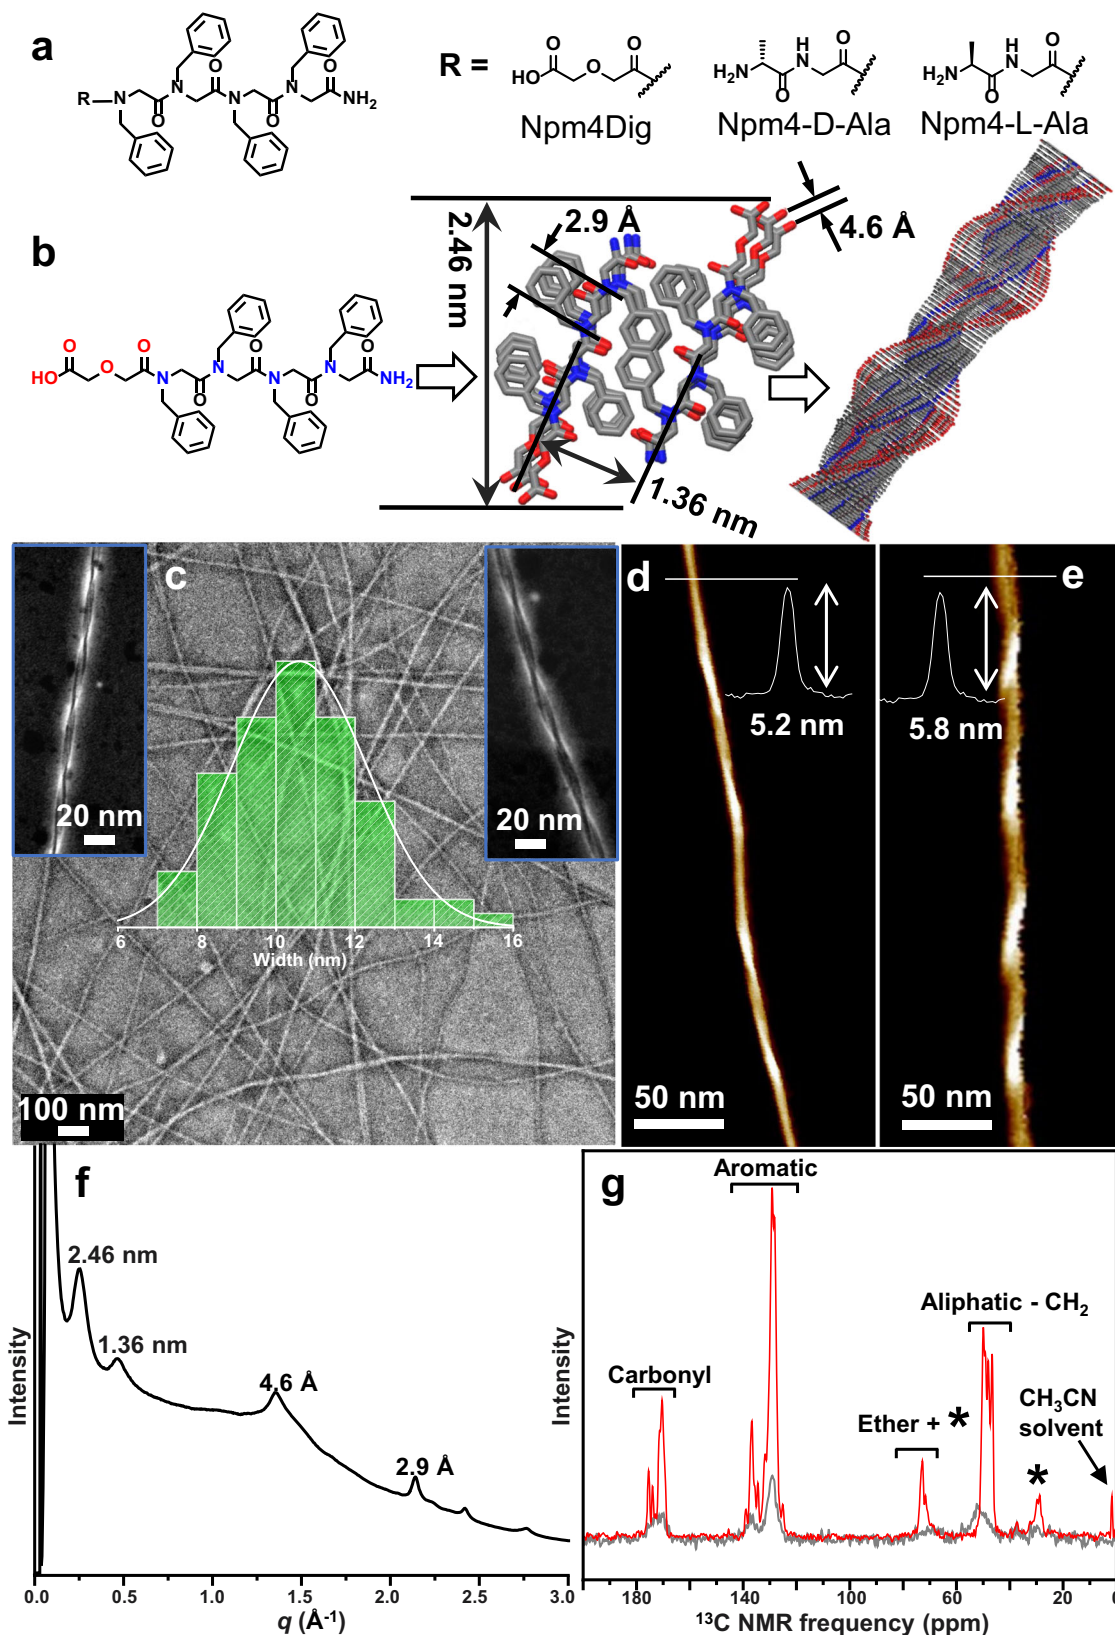 a
R
N
N
N
N
O
O
O
O
NH2
R =
HO
O
O
O
Npm4Dig
H2N
O
HN
O
Npm4-D-Ala
H2N
O
HN
O
Npm4-L-Ala
b
HO
O
O
O
N
N
N
N
O
O
O
O
NH2
2.46 nm
2.9 Å
4.6 Å
1.36 nm
c
20 nm
20 nm
6 8 10 12 14 16
Width (nm)
100 nm
d
5.2 nm
50 nm
e
5.8 nm
50 nm
f
2.46 nm
1.36 nm
4.6 Å
2.9 Å
Intensity
0.0 0.5 1.0 1.5 2.0 2.5 3.0
q (Å-1)
g
Aromatic
Aliphatic - CH2
Carbonyl
Ether + *
CH3CN
solvent
*
Intensity
180 140 100 60 20 0
13C NMR frequency (ppm)